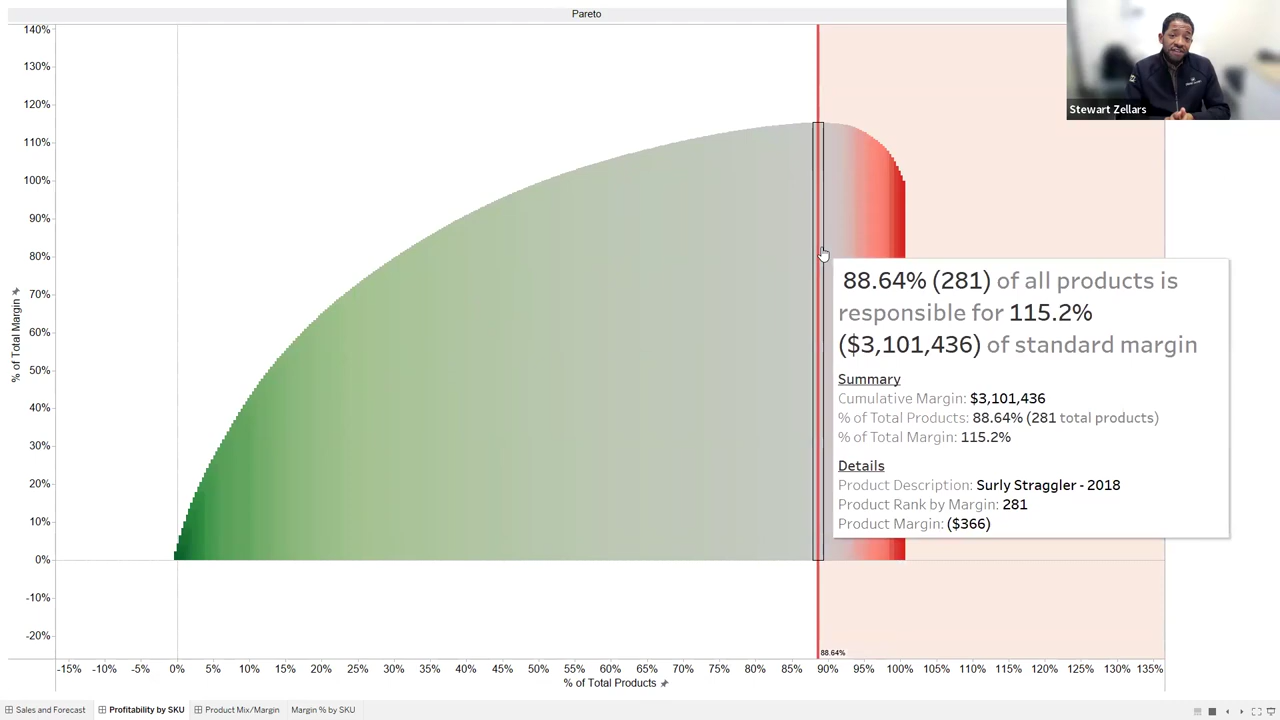 Pareto
140%
130%
120%
110%
100%
90%
80%
70%
60%
50%
40%
30%
20%
10%
0%
-10%
-20%
% of Total Margin
Stewart Zellars
88.64% (281) of all products is
responsible for 115.2%
($3,101,436) of standard margin
Summary
Cumulative Margin: $3,101,436
% of Total Products: 88.64% (281 total products)
% of Total Margin: 115.2%
Details
Product Description: Surly Straggler - 2018
Product Rank by Margin: 281
Product Margin: ($366)
88.64%
-15% -10% -5% 0% 5% 10% 15% 20% 25% 30% 35% 40% 45% 50% 55% 60% 65% 70% 75% 80% 85% 90% 95% 100% 105% 110% 115% 120% 125% 130% 135%
% of Total Products
Sales and Forecast Profitability by SKU Product Mix/Margin Margin % by SKU